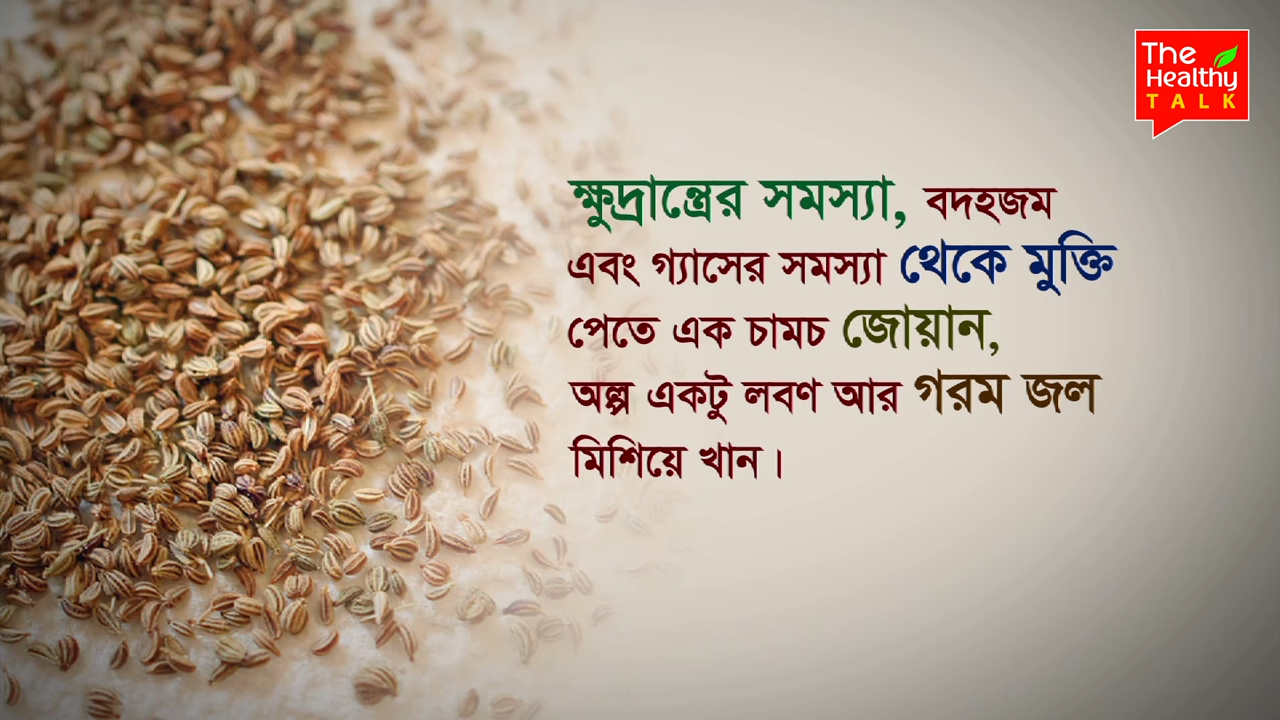 The
Healthy
TALK
ক্ষুদ্রান্ত্রের সমস্যা, বদহজম
এবং গ্যাসের সমস্যা থেকে মুক্তি
পেতে এক চামচ জোয়ান,
অল্প একটু লবণ আর গরম জল
মিশিয়ে খান।